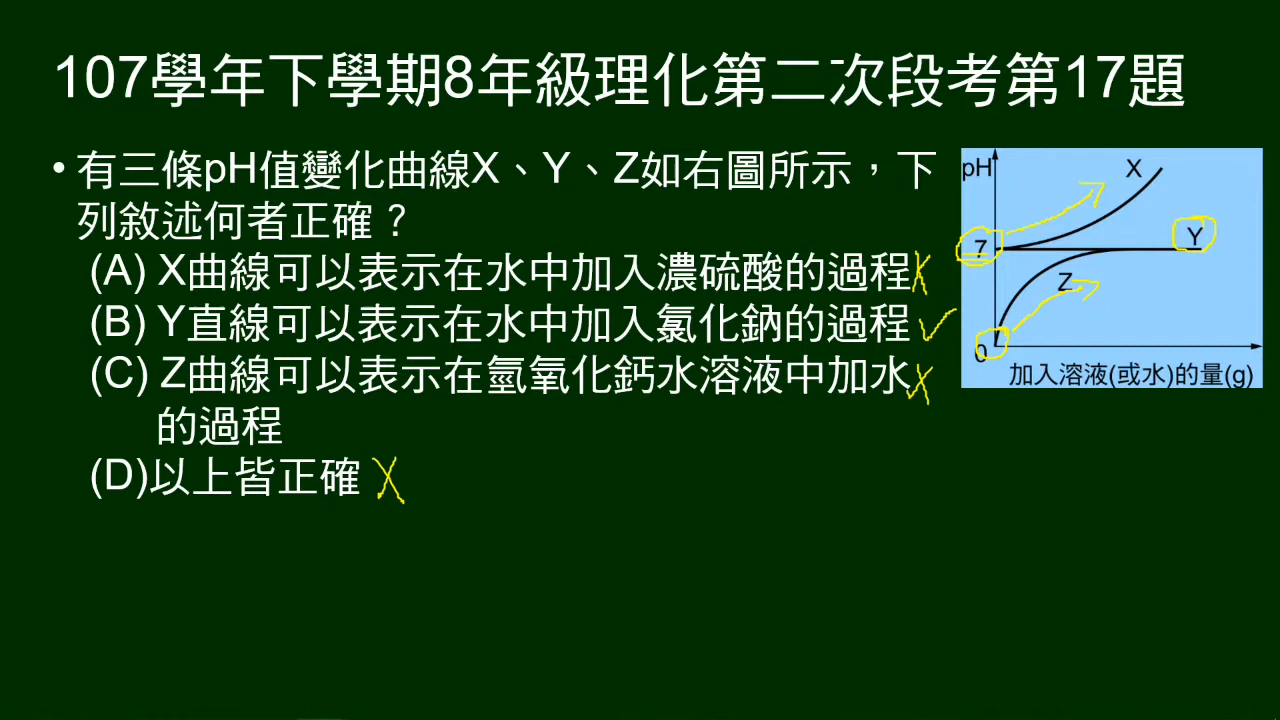 107學年下學期8年級理化第二次段考第17題
• 有三條pH值變化曲線X、Y、Z如右圖所示，下
列敘述何者正確？
(A) X曲線可以表示在水中加入濃硫酸的過程
(B) Y直線可以表示在水中加入氯化鈉的過程
(C) Z曲線可以表示在氫氧化鈣水溶液中加水
的過程
(D)以上皆正確
pH
X
7
Y
Z
0
加入溶液(或水)的量(g)